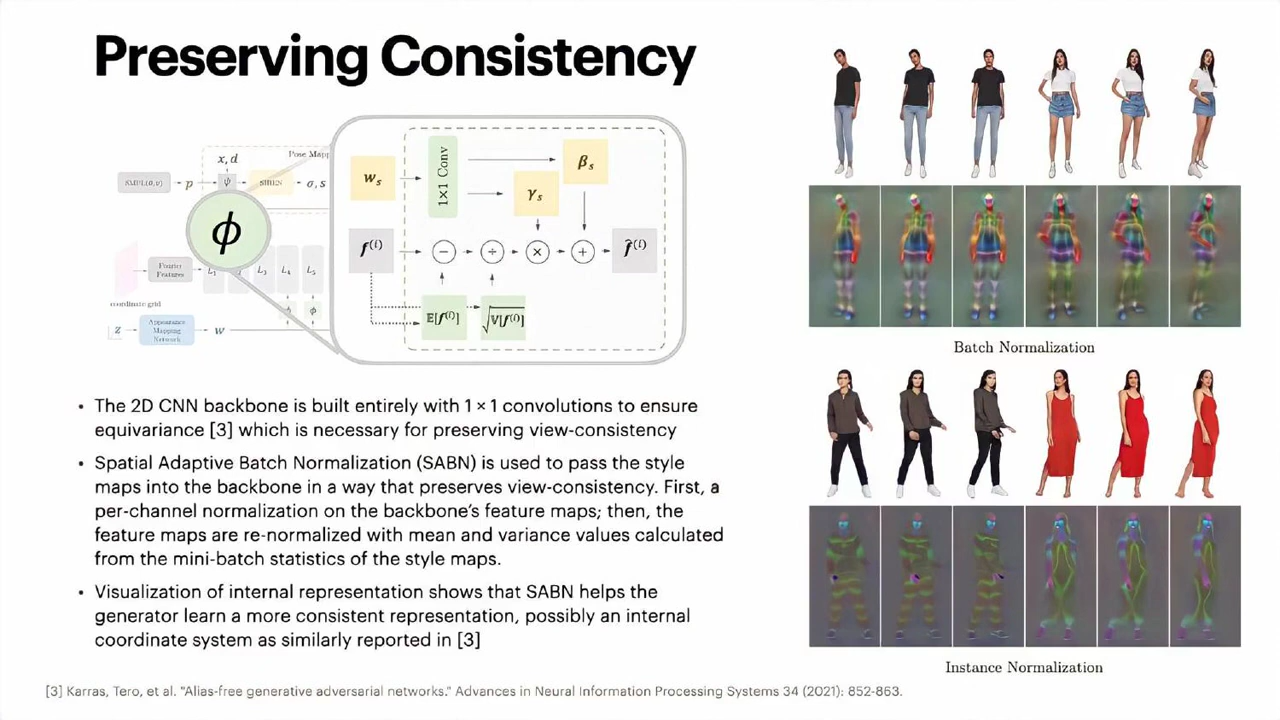 Preserving Consistency
x, d
Pose Mapp
SMPL(θ,v)
p
ψ
SIREN
σ, s
ϕ
Fourier
Features
L₁
L₃
L₄
L₅
coordinate grid
ϕ
z
Appearance
Mapping
Network
w
wₛ
1×1 Conv
βₛ
γₛ
f⁽ⁱ⁾
−
÷
×
+
f̂⁽ⁱ⁾
𝔼[f⁽ⁱ⁾]
√𝕍[f⁽ⁱ⁾]
Batch Normalization
Instance Normalization
• The 2D CNN backbone is built entirely with 1 × 1 convolutions to ensure
equivariance [3] which is necessary for preserving view-consistency
• Spatial Adaptive Batch Normalization (SABN) is used to pass the style
maps into the backbone in a way that preserves view-consistency. First, a
per-channel normalization on the backbone's feature maps; then, the
feature maps are re-normalized with mean and variance values calculated
from the mini-batch statistics of the style maps.
• Visualization of internal representation shows that SABN helps the
generator learn a more consistent representation, possibly an internal
coordinate system as similarly reported in [3]
[3] Karras, Tero, et al. "Alias-free generative adversarial networks." Advances in Neural Information Processing Systems 34 (2021): 852-863.